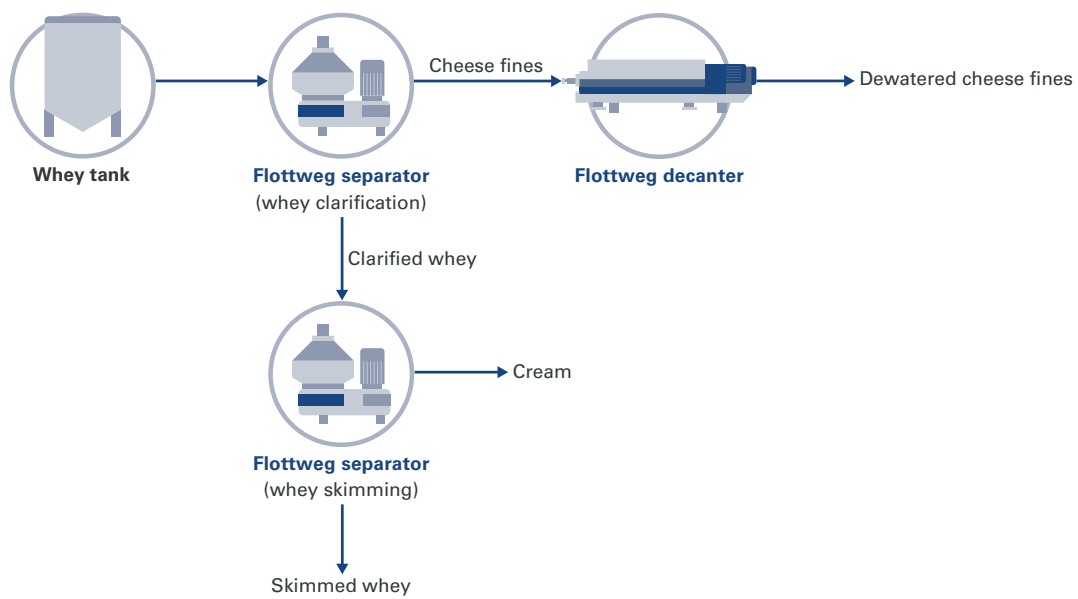 Cheese fines
Dewatered cheese fines
Whey tank
Flottweg separator
(whey clarification)
Flottweg decanter
Clarified whey
Cream
Flottweg separator
(whey skimming)
Skimmed whey